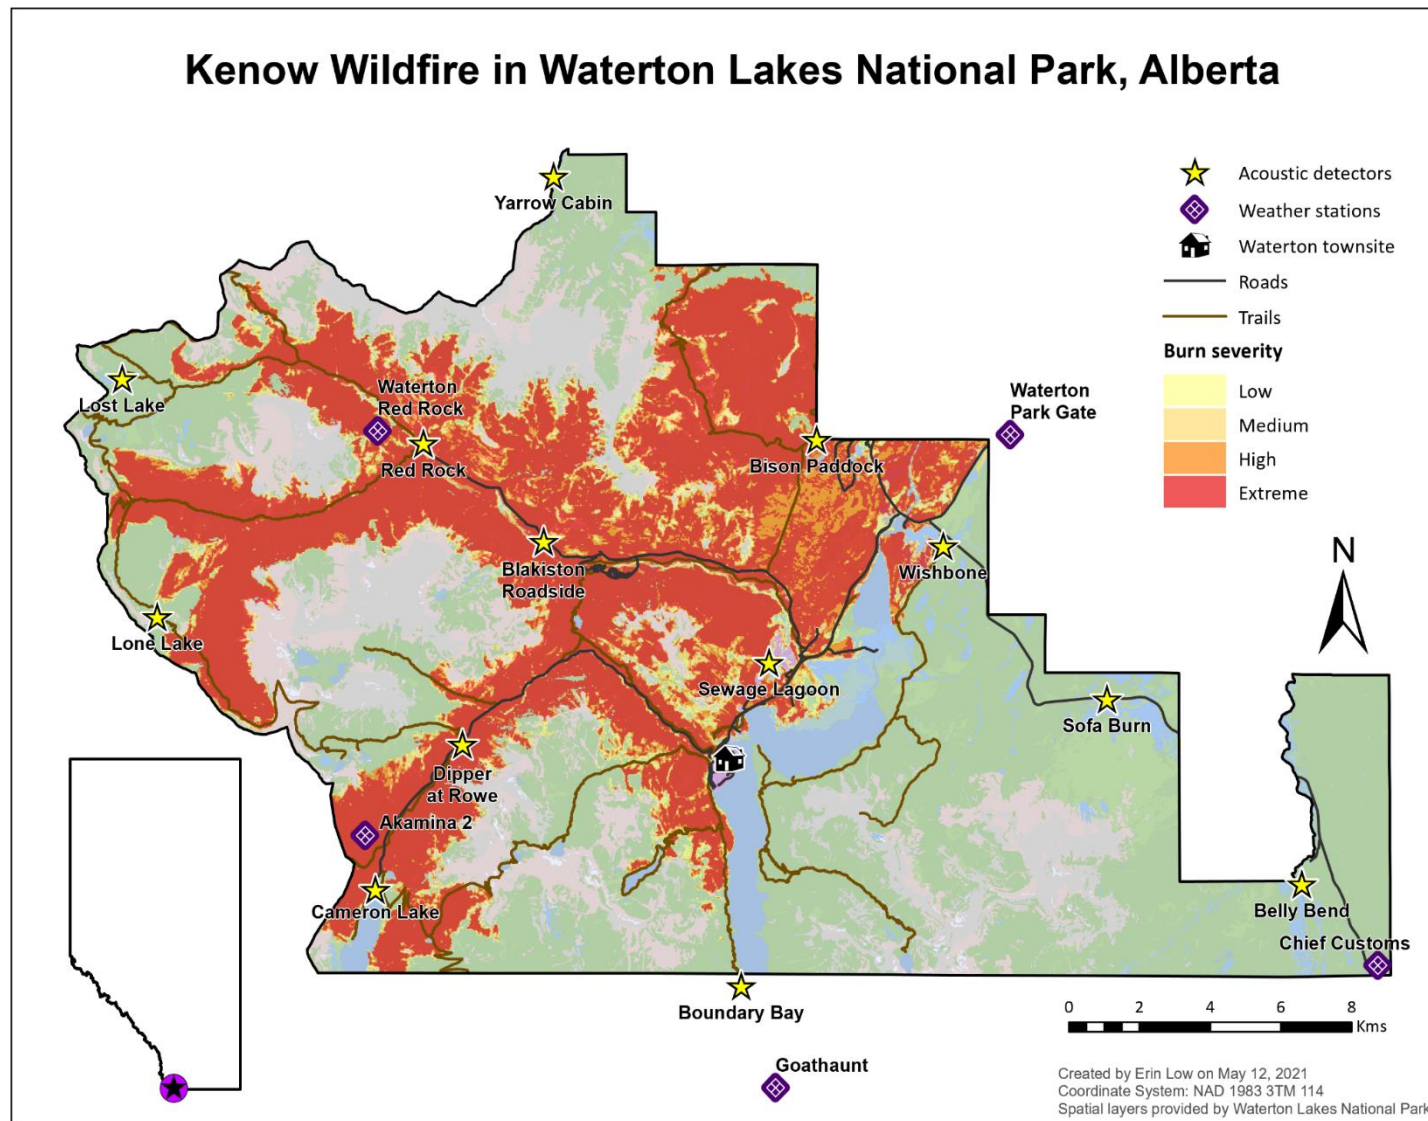 Kenow Wildfire in Waterton Lakes National Park, Alberta
Acoustic detectors
Weather stations
Waterton townsite
Roads
Trails
Burn severity
Low
Medium
High
Extreme
Yarrow Cabin
Lost Lake
Waterton
Red Rock
Red Rock
Waterton
Park Gate
Bison Paddock
Blakiston
Roadside
Wishbone
Lone Lake
Sewage Lagoon
Sofa Burn
Dipper
at Rowe
Akamina 2
Cameron Lake
Belly Bend
Chief Customs
Boundary Bay
Goathaunt
N
0 2 4 6 8
Kms
Created by Erin Low on May 12, 2021
Coordinate System: NAD 1983 3TM 114
Spatial layers provided by Waterton Lakes National Park